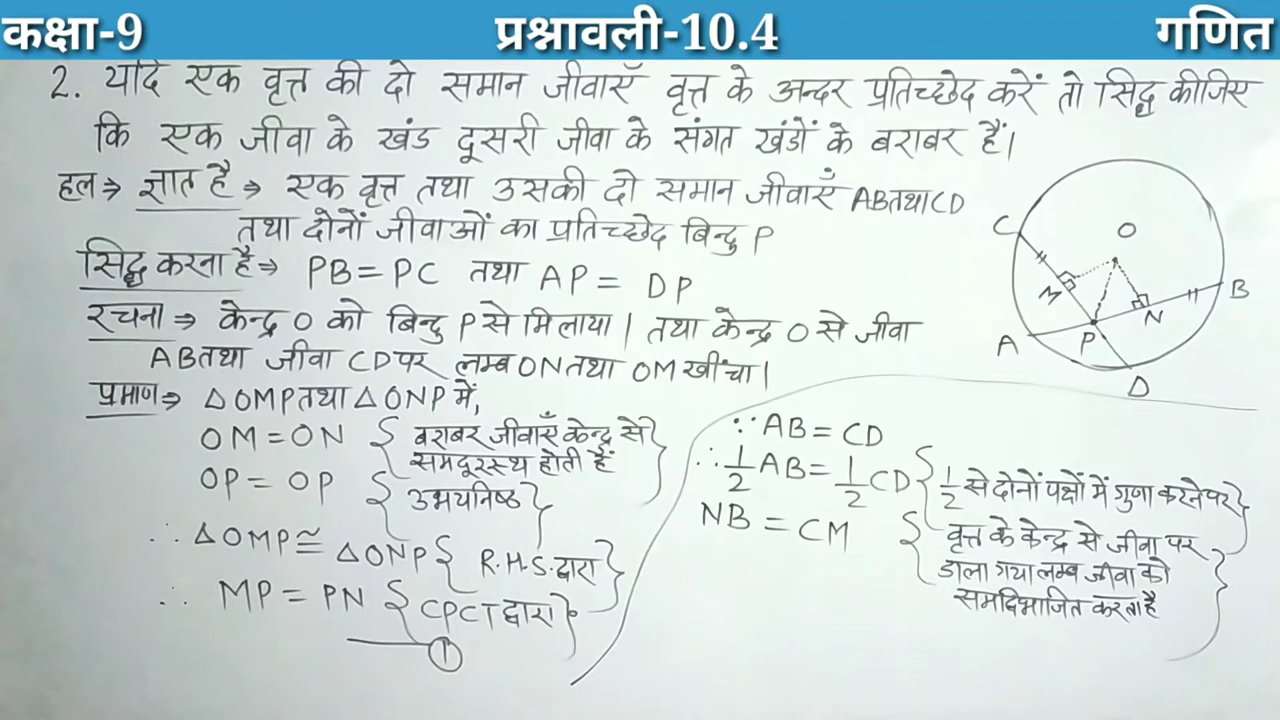 कक्षा-9 प्रश्नावली-10.4 गणित
2. यदि एक वृत्त की दो समान जीवाएँ वृत्त के अन्दर प्रतिच्छेद करें तो सिद्ध कीजिए
कि एक जीवा के खंड दूसरी जीवा के संगत खंडों के बराबर हैं।
हल⇒ ज्ञात है ⇒ एक वृत्त तथा उसकी दो समान जीवाएँ AB तथा CD
तथा दोनों जीवाओं का प्रतिच्छेद बिन्दु P
सिद्ध करना है⇒ PB = PC तथा AP = DP
रचना ⇒ केन्द्र O को बिन्दु P से मिलाया। तथा केन्द्र O से जीवा
AB तथा जीवा CD पर लम्ब ON तथा OM खींचा।
C
O
M
N
B
A
P
D
प्रमाण⇒ △OMP तथा △ONP में,
OM = ON { बराबर जीवाएँ केन्द्र से
समदूरस्थ होती हैं }
OP = OP { उभयनिष्ठ }
∴ △OMP ≅ △ONP { R.H.S. द्वारा }
∴ MP = PN { CPCT द्वारा }
①
∵ AB = CD
∴ 1/2 AB = 1/2 CD { 1/2 से दोनों पक्षों में गुणा करने पर }
NB = CM { वृत्त के केन्द्र से जीवा पर
डाला गया लम्ब जीवा को
समद्विभाजित करता है }